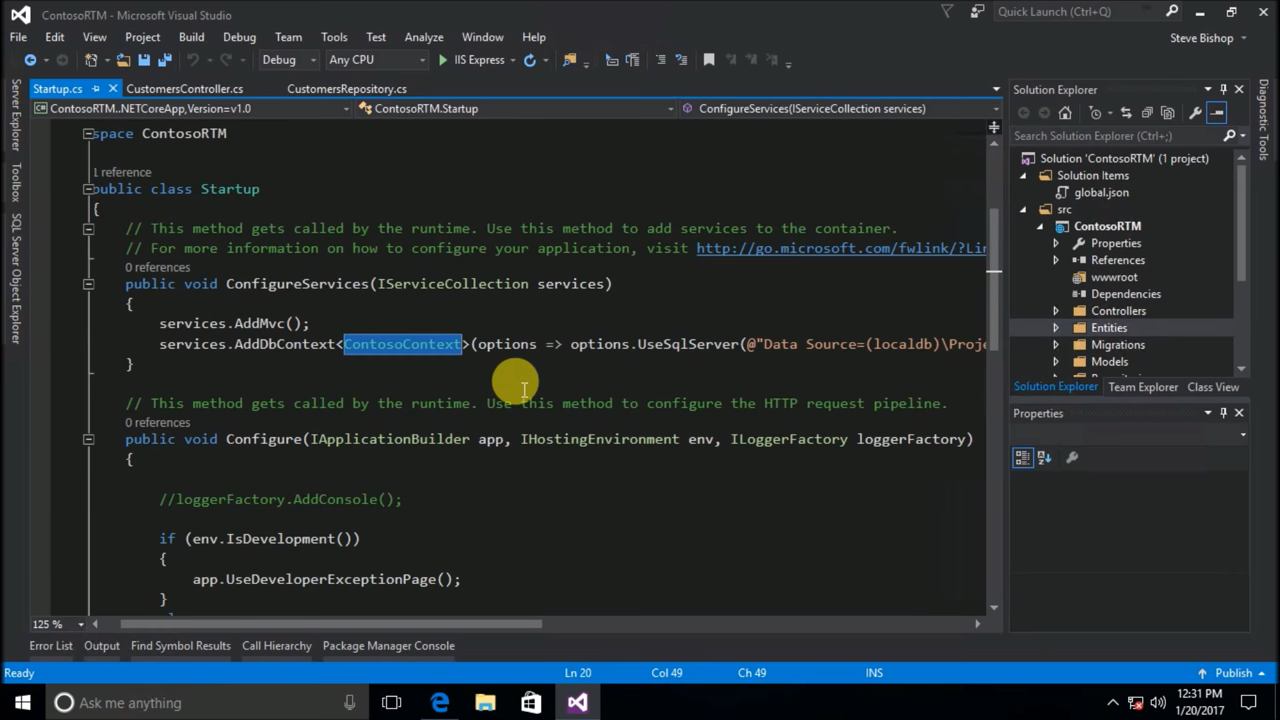 ContosoRTM - Microsoft Visual Studio
Quick Launch (Ctrl+Q)
File Edit View Project Build Debug Team Tools Test Analyze Window Help
Steve Bishop
Debug Any CPU IIS Express
Startup.cs CustomersController.cs CustomersRepository.cs
ContosoRTM..NETCoreApp,Version=v1.0 ContosoRTM.Startup ConfigureServices(IServiceCollection services)
Server Explorer
Toolbox
SQL Server Object Explorer
space ContosoRTM
1 reference
public class Startup
{
// This method gets called by the runtime. Use this method to add services to the container.
// For more information on how to configure your application, visit http://go.microsoft.com/fwlink/?Lin
0 references
public void ConfigureServices(IServiceCollection services)
{
services.AddMvc();
services.AddDbContext<ContosoContext>(options => options.UseSqlServer(@"Data Source=(localdb)\Proje
}
// This method gets called by the runtime. Use this method to configure the HTTP request pipeline.
0 references
public void Configure(IApplicationBuilder app, IHostingEnvironment env, ILoggerFactory loggerFactory)
{
//loggerFactory.AddConsole();
if (env.IsDevelopment())
{
app.UseDeveloperExceptionPage();
}
125 %
Solution Explorer
Search Solution Explorer (Ctrl+;)
Solution 'ContosoRTM' (1 project)
Solution Items
global.json
src
ContosoRTM
Properties
References
wwwroot
Dependencies
Controllers
Entities
Migrations
Models
Solution Explorer Team Explorer Class View
Properties
Diagnostic Tools
Error List Output Find Symbol Results Call Hierarchy Package Manager Console
Ready Ln 20 Col 49 Ch 49 INS Publish
Ask me anything
12:31 PM
1/20/2017